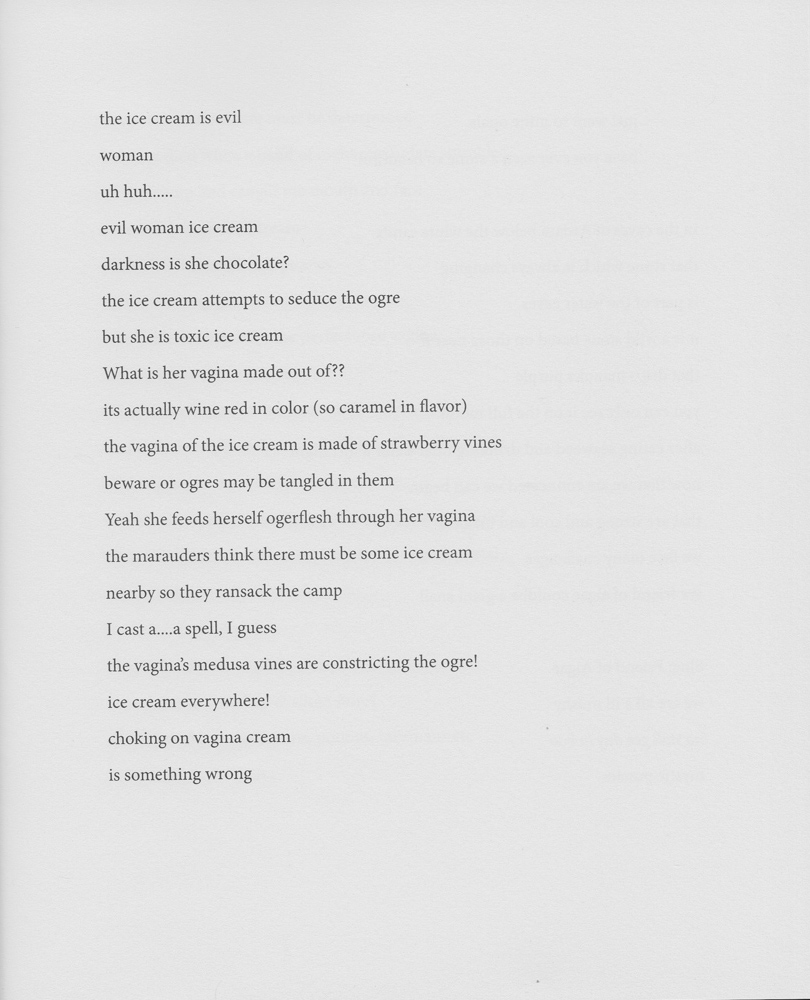 the ice cream is evil
woman
uh huh.....
evil woman ice cream
darkness is she chocolate?
the ice cream attempts to seduce the ogre
but she is toxic ice cream
What is her vagina made out of??
its actually wine red in color (so caramel in flavor)
the vagina of the ice cream is made of strawberry vines
beware or ogres may be tangled in them
Yeah she feeds herself ogerflesh through her vagina
the marauders think there must be some ice cream
nearby so they ransack the camp
I cast a....a spell, I guess
the vagina's medusa vines are constricting the ogre!
ice cream everywhere!
choking on vagina cream
is something wrong